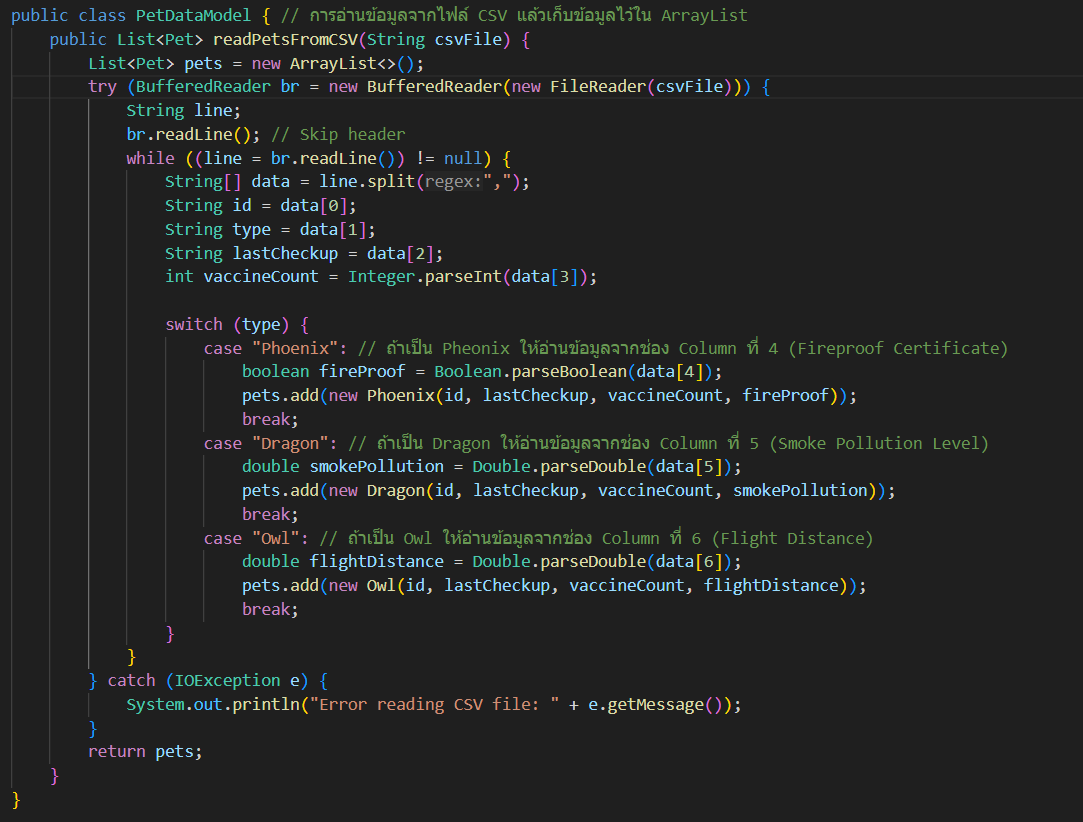 public class PetDataModel { // การอ่านข้อมูลจากไฟล์ CSV แล้วเก็บข้อมูลไว้ใน ArrayList
    public List<Pet> readPetsFromCSV(String csvFile) {
        List<Pet> pets = new ArrayList<>();
        try (BufferedReader br = new BufferedReader(new FileReader(csvFile))) {
            String line;
            br.readLine(); // Skip header
            while ((line = br.readLine()) != null) {
                String[] data = line.split(regex:",");
                String id = data[0];
                String type = data[1];
                String lastCheckup = data[2];
                int vaccineCount = Integer.parseInt(data[3]);

                switch (type) {
                    case "Phoenix": // ถ้าเป็น Pheonix ให้อ่านข้อมูลจากช่อง Column ที่ 4 (Fireproof Certificate)
                        boolean fireProof = Boolean.parseBoolean(data[4]);
                        pets.add(new Phoenix(id, lastCheckup, vaccineCount, fireProof));
                        break;
                    case "Dragon": // ถ้าเป็น Dragon ให้อ่านข้อมูลจากช่อง Column ที่ 5 (Smoke Pollution Level)
                        double smokePollution = Double.parseDouble(data[5]);
                        pets.add(new Dragon(id, lastCheckup, vaccineCount, smokePollution));
                        break;
                    case "Owl": // ถ้าเป็น Owl ให้อ่านข้อมูลจากช่อง Column ที่ 6 (Flight Distance)
                        double flightDistance = Double.parseDouble(data[6]);
                        pets.add(new Owl(id, lastCheckup, vaccineCount, flightDistance));
                        break;
                }
            }
        } catch (IOException e) {
            System.out.println("Error reading CSV file: " + e.getMessage());
        }
        return pets;
    }
}